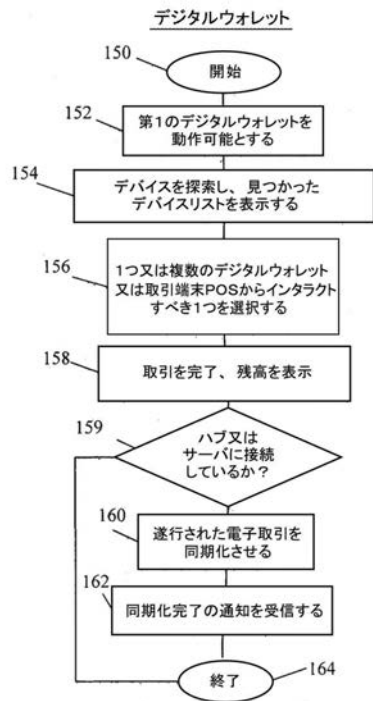 デジタルウォレット
150
開始
152
第1のデジタルウォレットを
動作可能とする
154
デバイスを探索し、見つかった
デバイスリストを表示する
156
1つ又は複数のデジタルウォレット
又は取引端末POSからインタラクト
すべき1つを選択する
158
取引を完了、残高を表示
159
ハブ又は
サーバに接続
しているか?
160
遂行された電子取引を
同期化させる
162
同期化完了の通知を受信する
終了
164